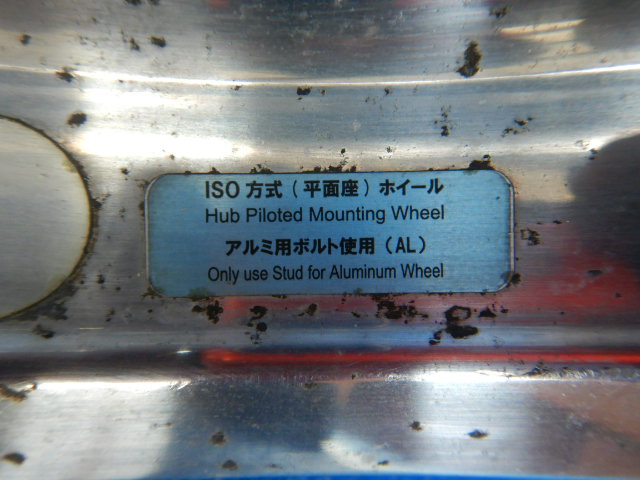 ISO 方式 (平面座) ホイール
Hub Piloted Mounting Wheel
アルミ用ボルト使用 (AL)
Only use Stud for Aluminum Wheel